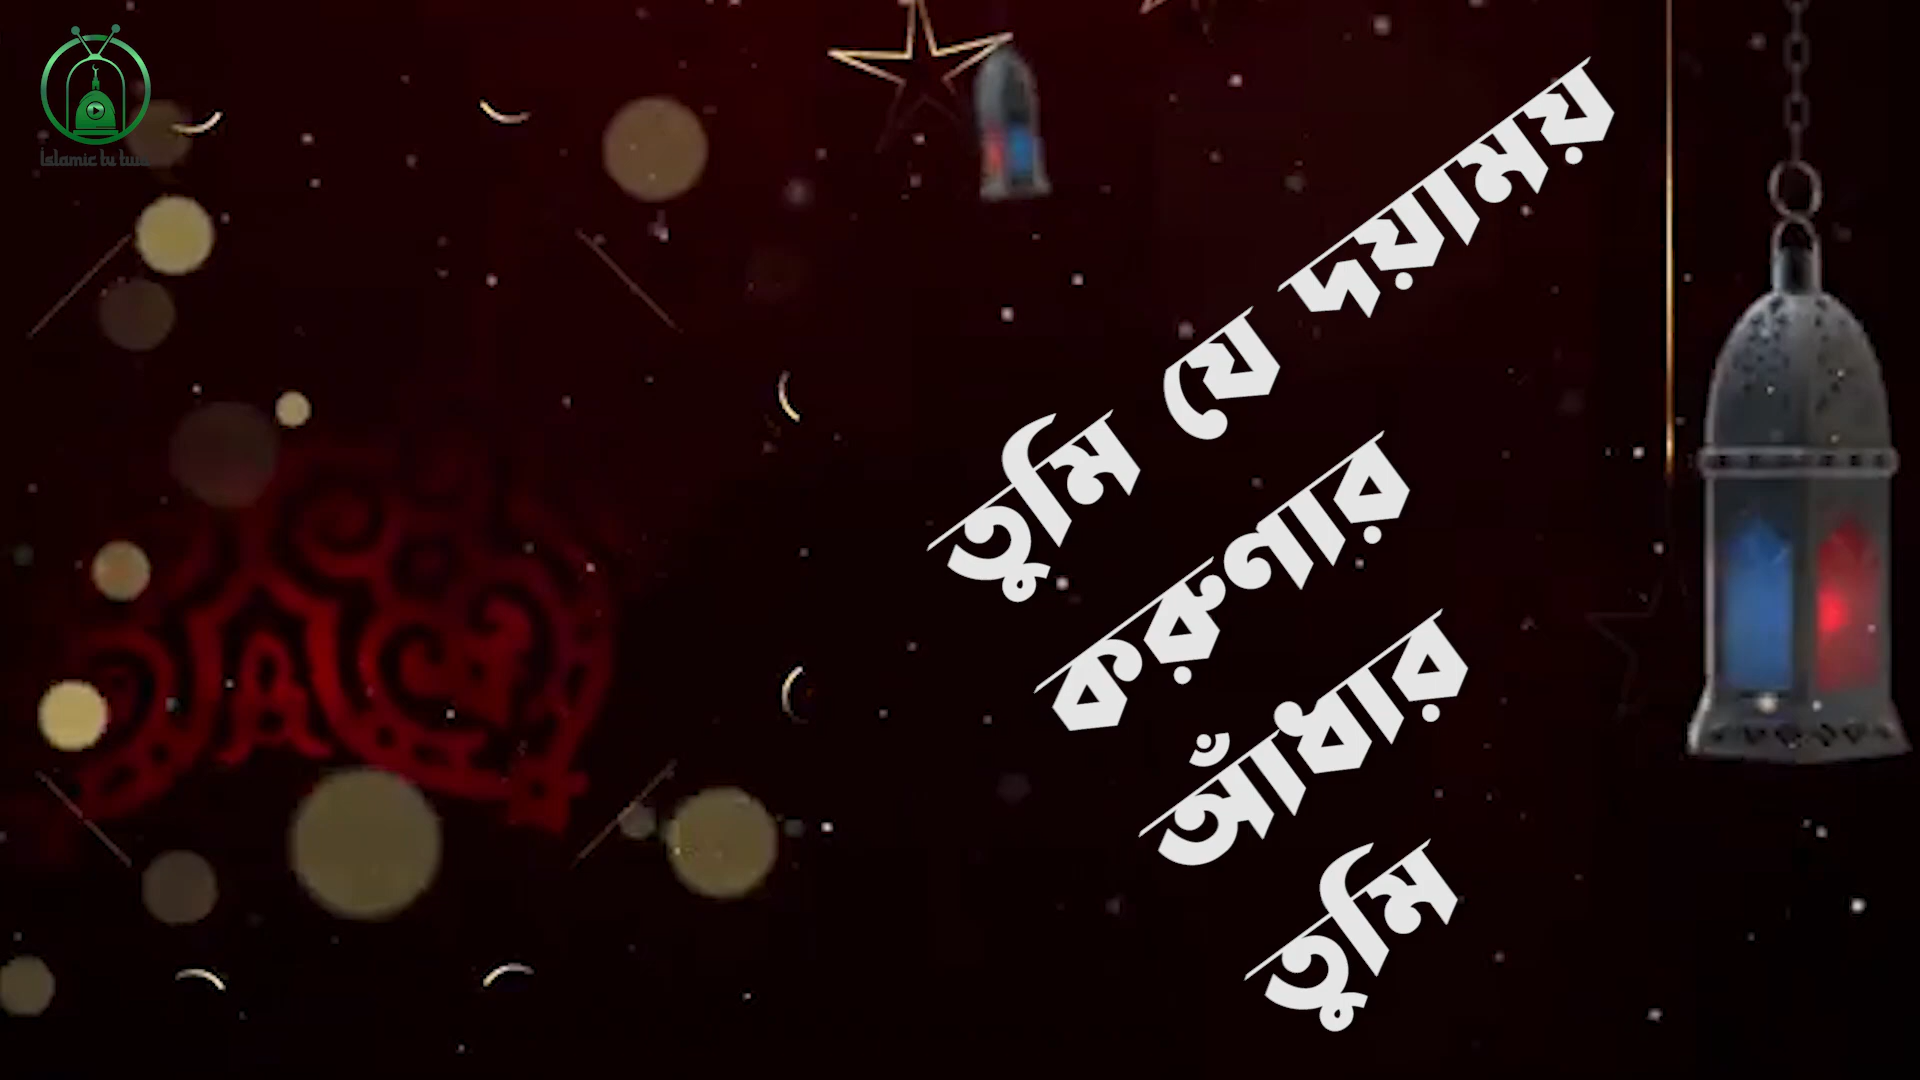 তুমি যে দয়াময়
করুণার
আঁধার
তুমি